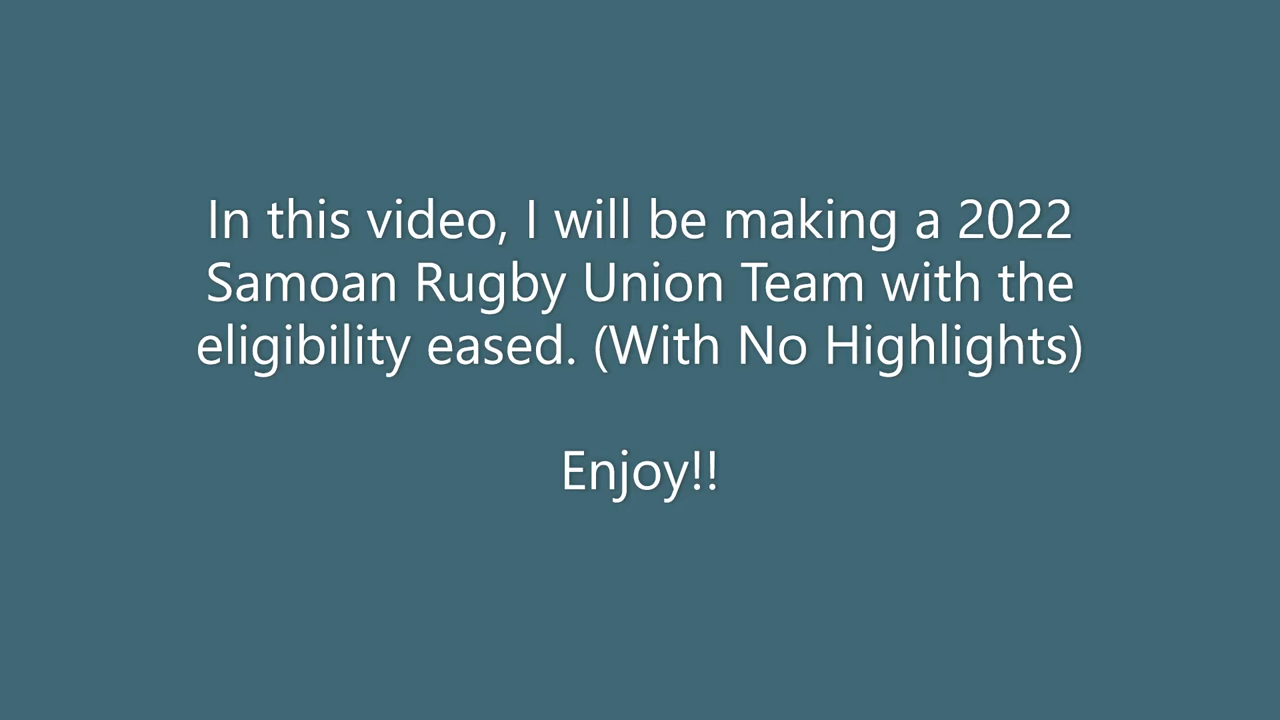 In this video, I will be making a 2022
Samoan Rugby Union Team with the
eligibility eased. (With No Highlights)
Enjoy!!